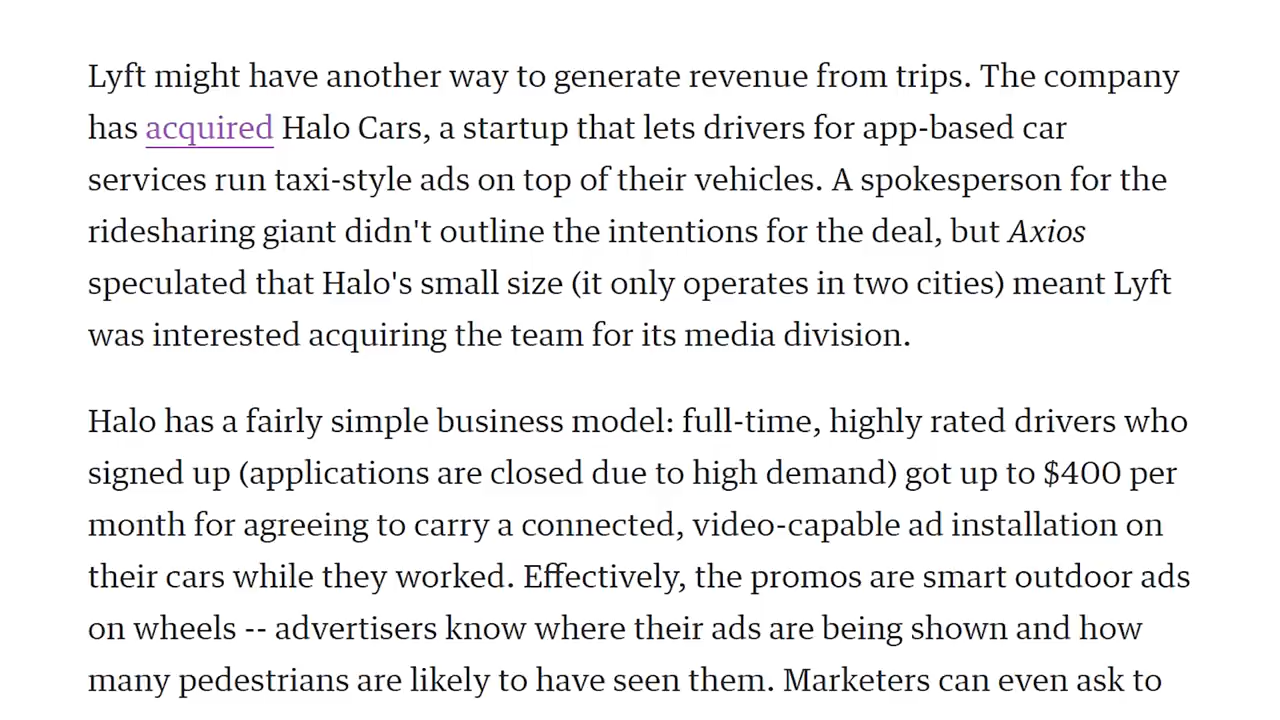 Lyft might have another way to generate revenue from trips. The company
has acquired Halo Cars, a startup that lets drivers for app-based car
services run taxi-style ads on top of their vehicles. A spokesperson for the
ridesharing giant didn't outline the intentions for the deal, but Axios
speculated that Halo's small size (it only operates in two cities) meant Lyft
was interested acquiring the team for its media division.
Halo has a fairly simple business model: full-time, highly rated drivers who
signed up (applications are closed due to high demand) got up to $400 per
month for agreeing to carry a connected, video-capable ad installation on
their cars while they worked. Effectively, the promos are smart outdoor ads
on wheels -- advertisers know where their ads are being shown and how
many pedestrians are likely to have seen them. Marketers can even ask to